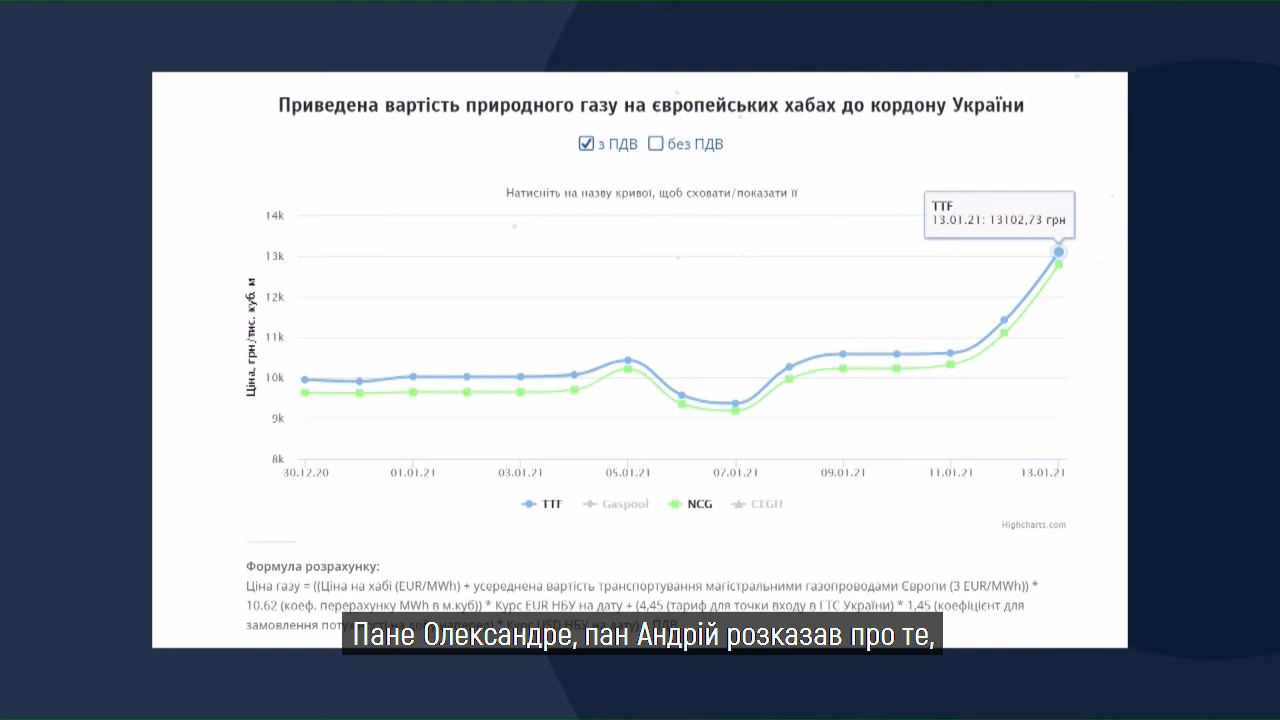 Приведена вартість природного газу на європейських хабах до кордону України
з ПДВ без ПДВ
Натисніть на назву кривої, щоб сховати/показати її
TTF
13.01.21: 13102,73 грн
Ціна, грн/тис. куб. м
14k
13k
12k
11k
10k
9k
8k
30.12.20 01.01.21 03.01.21 05.01.21 07.01.21 09.01.21 11.01.21 13.01.21
TTF Gaspool NCG CEGH
Highcharts.com
Формула розрахунку:
Ціна газу = ((Ціна на хабі (EUR/MWh) + усереднена вартість транспортування магістральними газопроводами Європи (3 EUR/MWh)) *
10.62 (коеф. перерахунку MWh в м.куб)) * Курс EUR НБУ на дату + (4,45 (тариф для точки входу в ГТС України) * 1,45 (коефіцієнт для
замовлення
Пане Олександре, пан Андрій розказав про те,